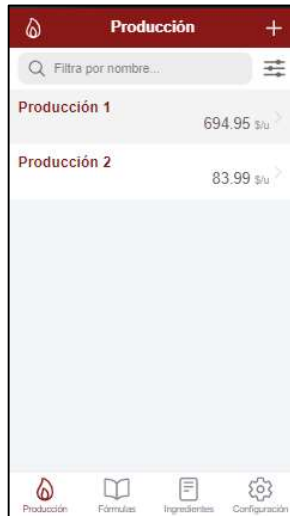 Producción
Filtra por nombre...
Producción 1
694.95 $/u
Producción 2
83.99 $/u
Producción Fórmulas Ingredientes Configuración